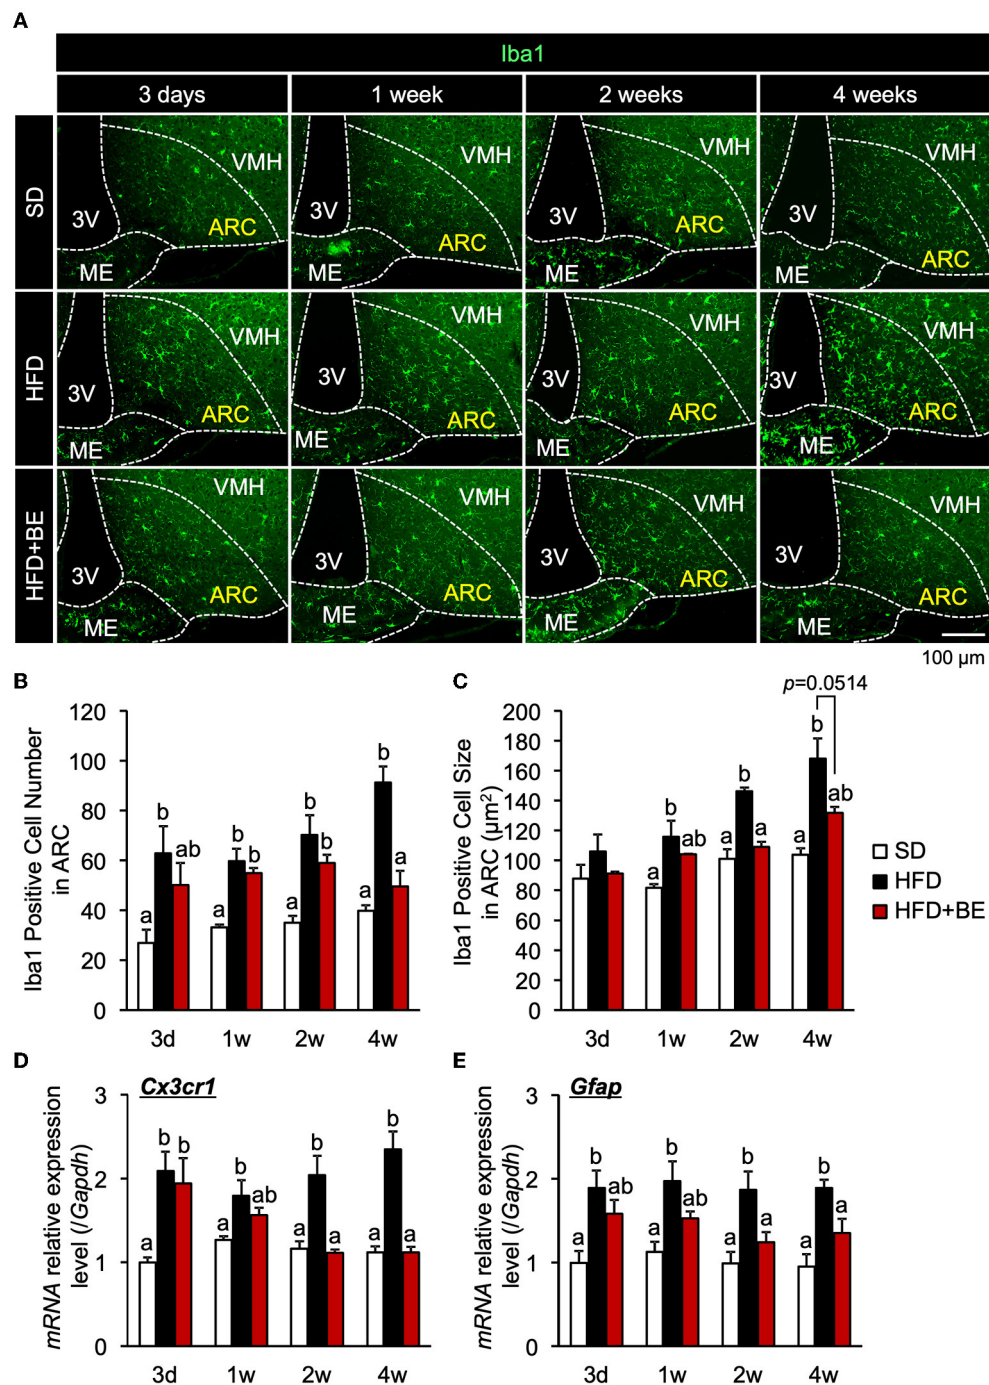 A
Iba1
3 days 1 week 2 weeks 4 weeks
SD
VMH VMH VMH VMH
3V 3V 3V 3V
ARC ARC ARC ARC
ME ME ME ME
HFD
VMH VMH VMH VMH
3V 3V 3V 3V
ARC ARC ARC ARC
ME ME ME ME
HFD+BE
VMH VMH VMH VMH
3V 3V 3V 3V
ARC ARC ARC ARC
ME ME ME ME
100 μm
B
Iba1 Positive Cell Number
in ARC
120
100
80
60
40
20
0
a b ab
a b b
a b b
a b a
3d 1w 2w 4w
C
p=0.0514
Iba1 Positive Cell Size
in ARC (μm²)
200
180
160
140
120
100
80
60
40
20
0
a b ab
a b a
a b ab
3d 1w 2w 4w
SD
HFD
HFD+BE
D
Cx3cr1
mRNA relative expression
level (/Gapdh)
3
2
1
0
a b b
a b ab
a b a
a b a
3d 1w 2w 4w
E
Gfap
mRNA relative expression
level (/Gapdh)
3
2
1
0
a b ab
a b ab
a b a
a b a
3d 1w 2w 4w